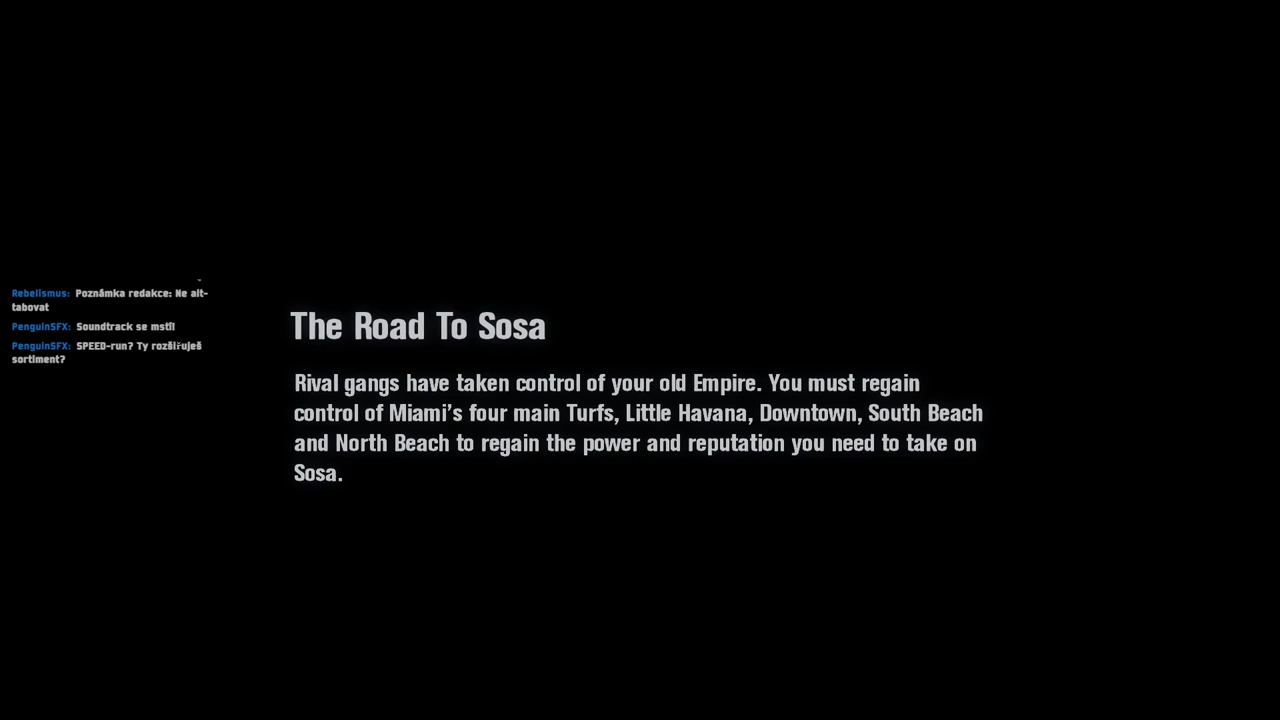 Rebelismus: Poznámka redakce: Ne alt-
tabovat
PenguinSFX: Soundtrack se mstí!
PenguinSFX: SPEED-run? Ty rozšiřuješ
sortiment?
The Road To Sosa
Rival gangs have taken control of your old Empire. You must regain
control of Miami's four main Turfs, Little Havana, Downtown, South Beach
and North Beach to regain the power and reputation you need to take on
Sosa.